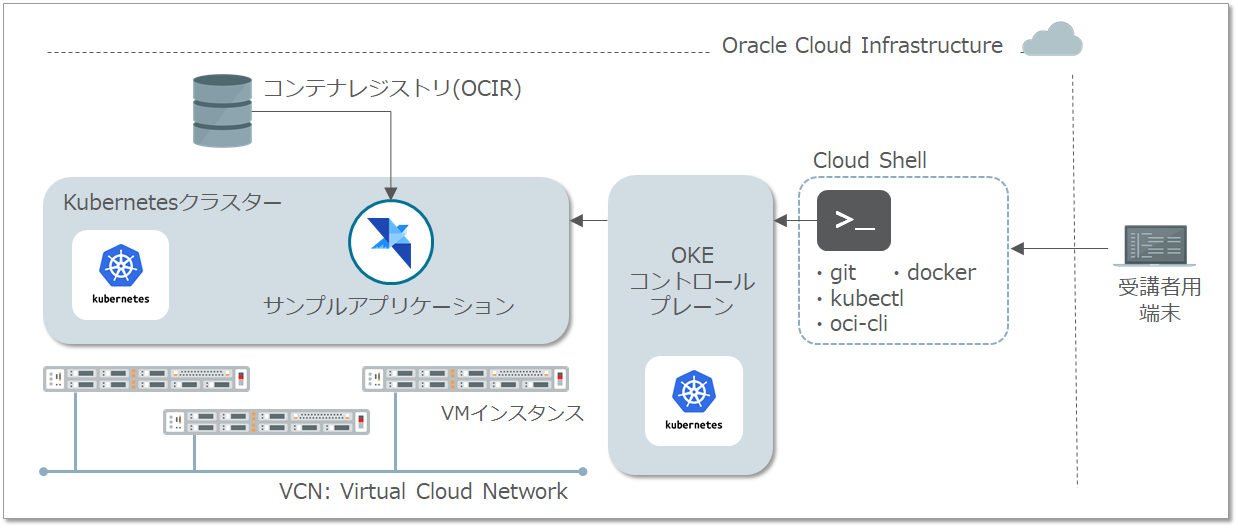 Oracle Cloud Infrastructure
コンテナレジストリ(OCIR)
Cloud Shell
Kubernetesクラスター
>_
kubernetes
サンプルアプリケーション
OKE
コントロール
プレーン
kubernetes
・git ・docker
・kubectl
・oci-cli
受講者用
端末
VMインスタンス
VCN: Virtual Cloud Network